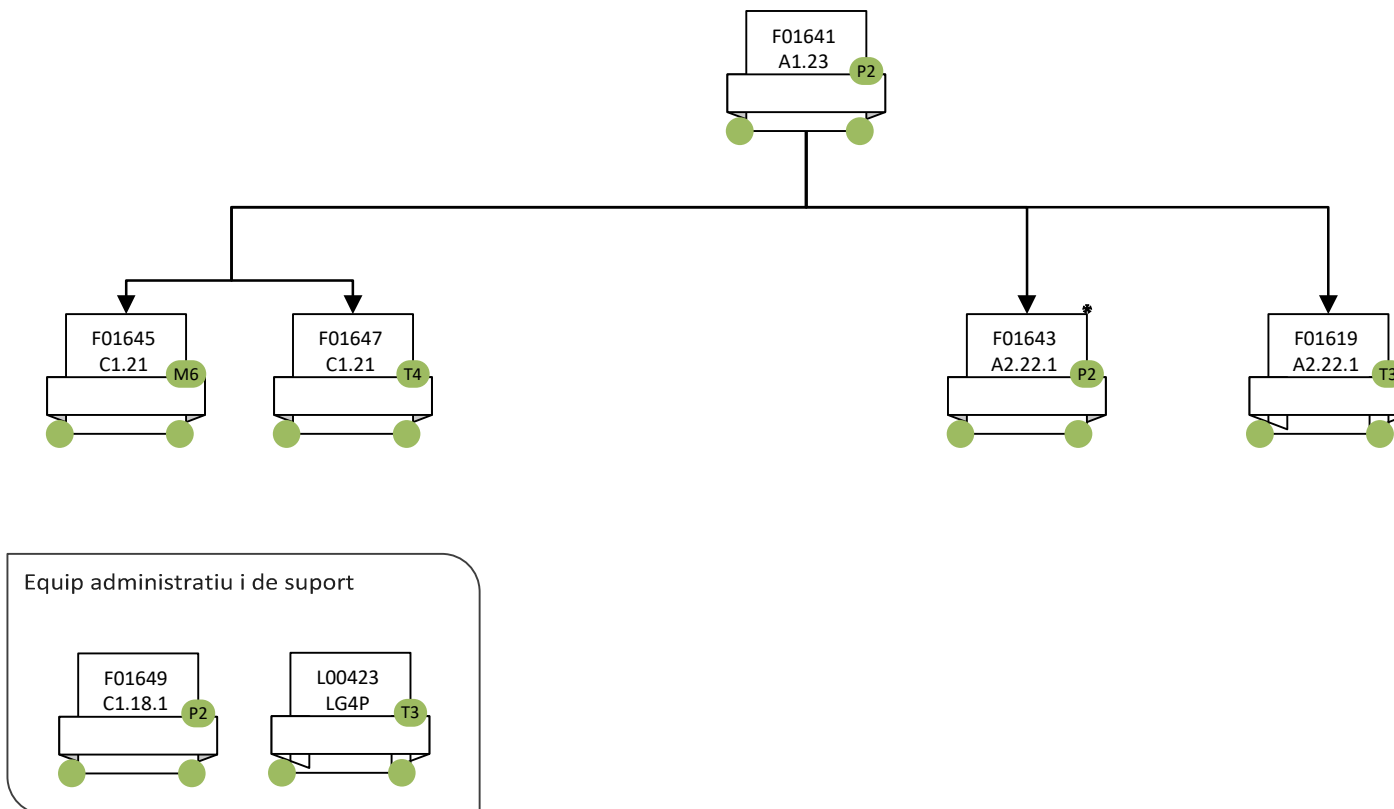 F01641
A1.23
P2
F01645
C1.21
M6
F01647
C1.21
T4
*
F01643
A2.22.1
P2
F01619
A2.22.1
T3
Equip administratiu i de suport
F01649
C1.18.1
P2
L00423
LG4P
T3